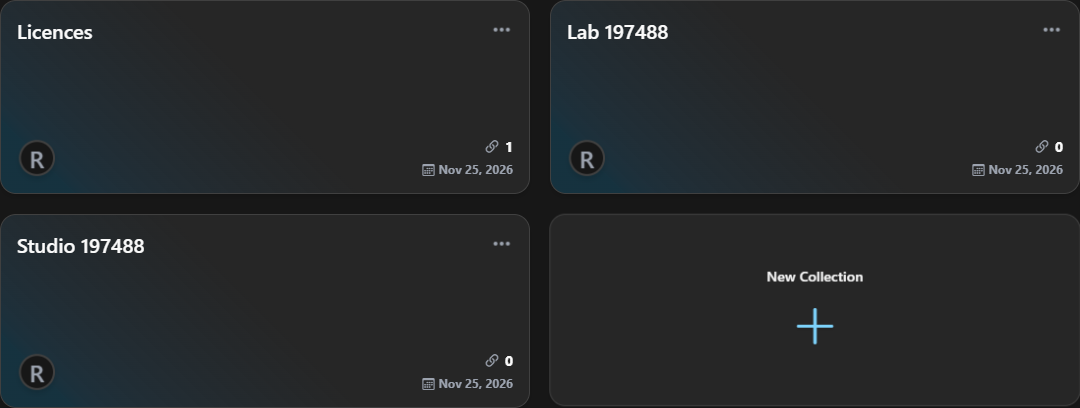 Licences
R
1
Nov 25, 2026
Lab 197488
R
0
Nov 25, 2026
Studio 197488
R
0
Nov 25, 2026
New Collection